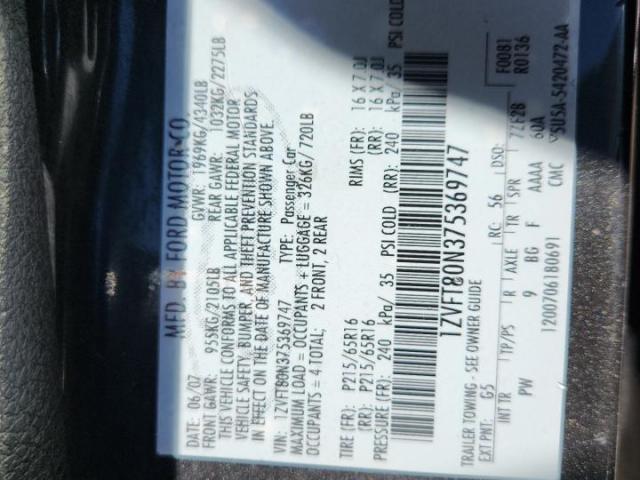 MFD. BY FORD MOTOR CO.
DATE: 06/07 GVWR: 1969KG/4340LB
FRONT GAWR: 955KG/2105LB REAR GAWR: 1032KG/2275LB
THIS VEHICLE CONFORMS TO ALL APPLICABLE FEDERAL MOTOR
VEHICLE SAFETY, BUMPER, AND THEFT PREVENTION STANDARDS
IN EFFECT ON THE DATE OF MANUFACTURE SHOWN ABOVE.
VIN: 1ZVFT80N375369747 TYPE: Passenger Car
MAXIMUM LOAD = OCCUPANTS + LUGGAGE = 326KG/ 720LB
OCCUPANTS = 4 TOTAL; 2 FRONT, 2 REAR
TIRE (FR): P215/65R16 RIMS (FR): 16 X 7.0J
(RR): P215/65R16 (RR): 16 X 7.0J
PRESSURE (FR): 240 kPa/ 35 PSI COLD (RR): 240 kPa/ 35 PSI COLD
1ZVFT80N375369747
TRAILER TOWING - SEE OWNER GUIDE F0081
EXT PNT: G5 RC: 56 DSO: R0136
INT TR TP/PS R AXLE TR SPR 72F2B
PW 9 BG F AAAA 60A
1200706180691 CMC 5U5A-5420472-AA